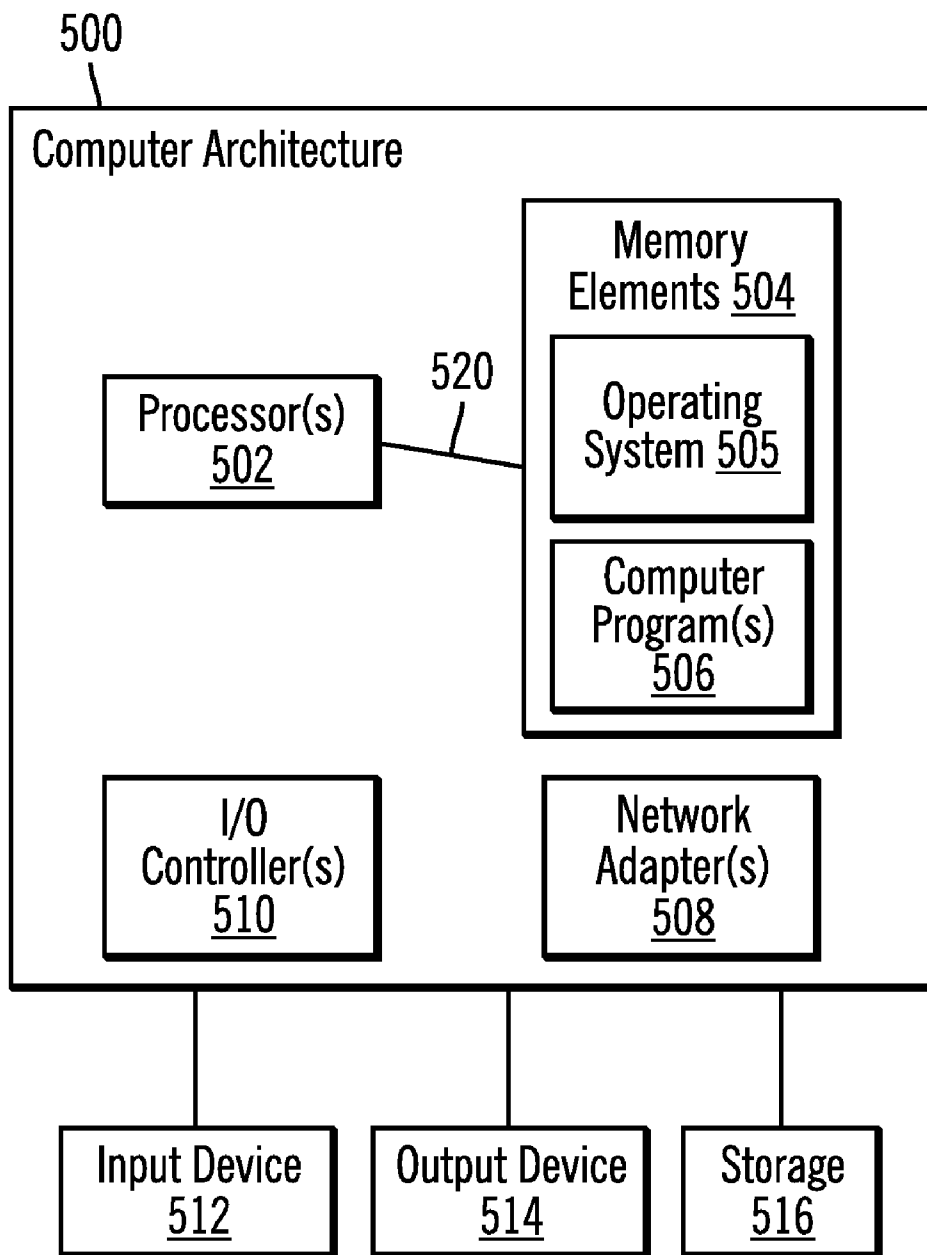 500
Computer Architecture
Memory
Elements 504
520
Processor(s)
502
Operating
System 505
Computer
Program(s)
506
I/O
Controller(s)
510
Network
Adapter(s)
508
Input Device
512
Output Device
514
Storage
516